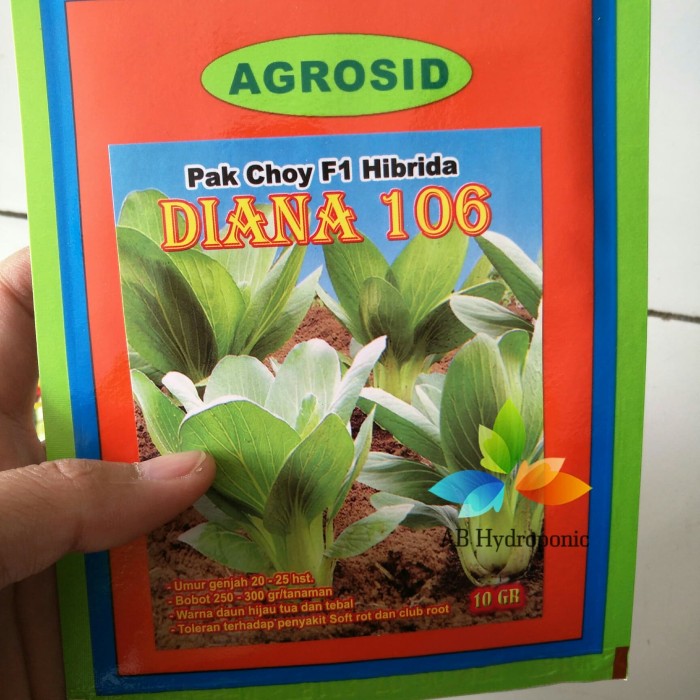 AGROSID
Pak Choy F1 Hibrida
DIANA 106
AB Hydroponic
- Umur genjah 20 - 25 hst.
- Bobot 250 - 300 gr/tanaman
- Warna daun hijau tua dan tebal
- Toleran terhadap penyakit Soft rot dan club root
10 GR